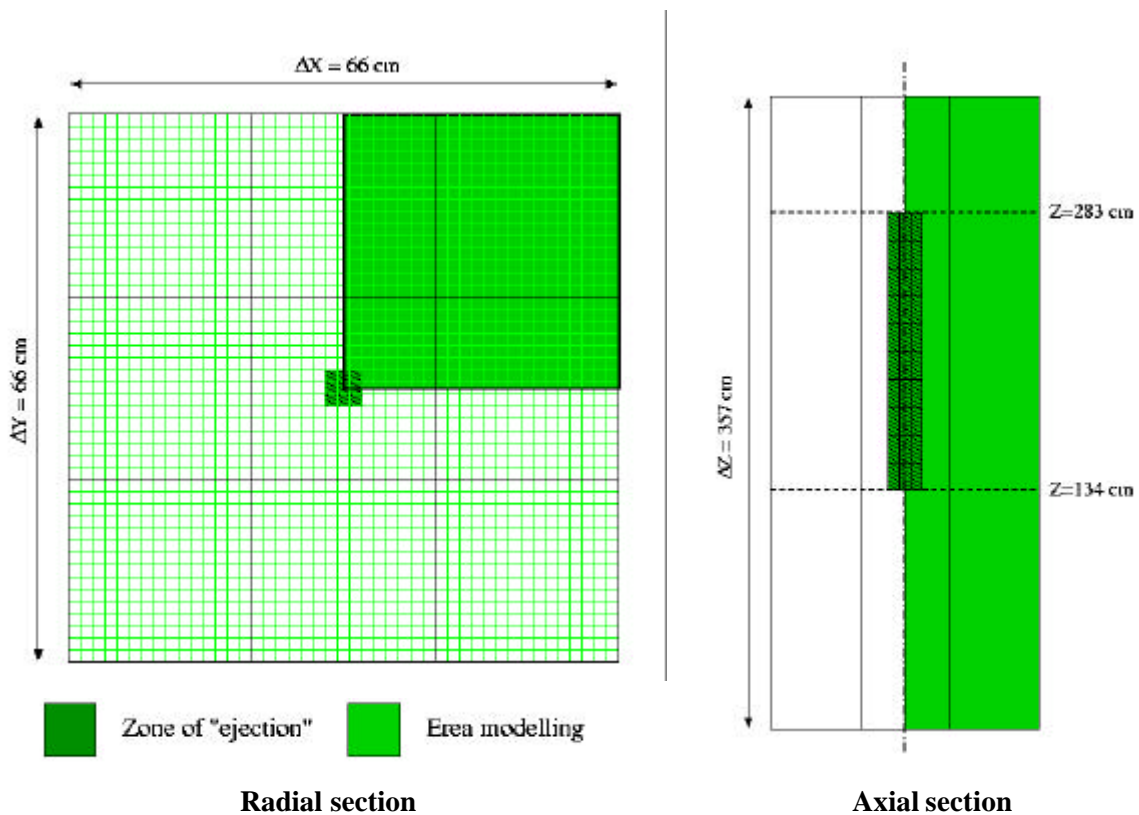 ΔX = 66 cm
ΔY = 66 cm
Zone of "ejection"
Erea modelling
Radial section
ΔZ = 357 cm
Z=283 cm
Z=134 cm
Axial section